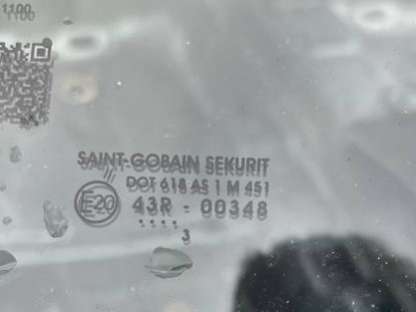 1100
SAINT-GOBAIN SEKURIT
DOT 618 AS 1 M 451
E20 43R - 00348
3